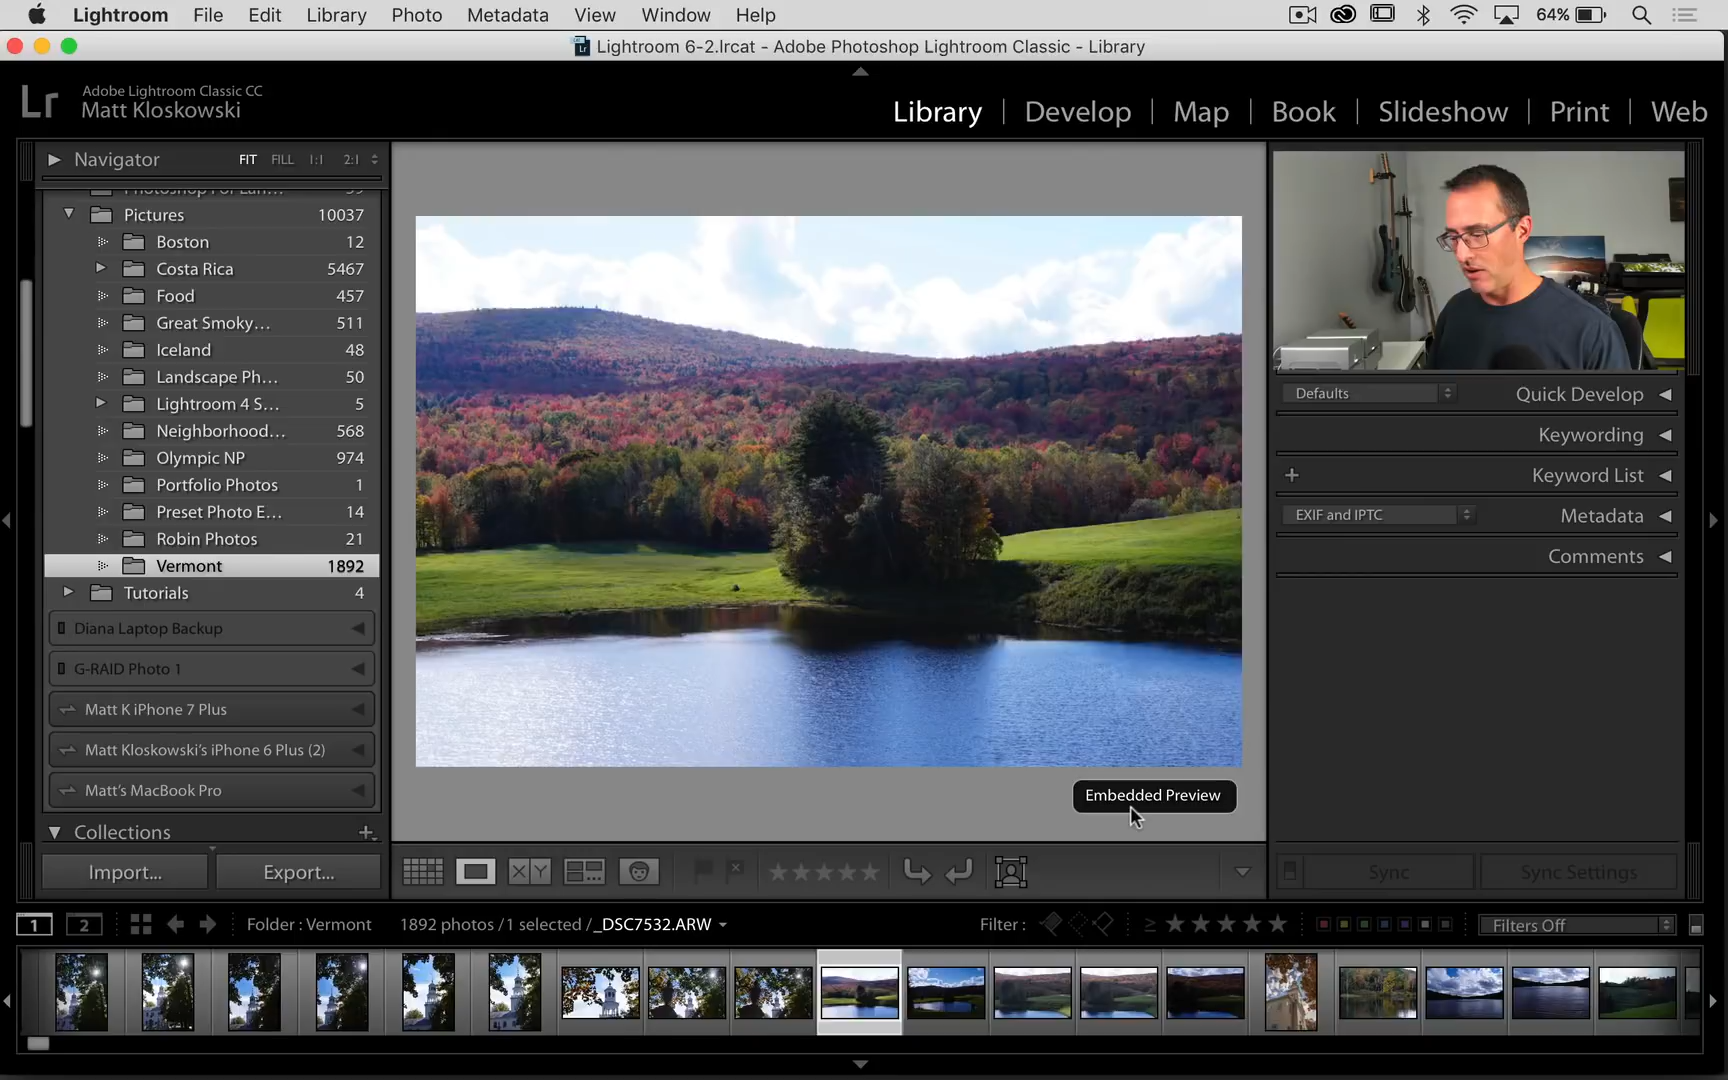 Lightroom File Edit Library Photo Metadata View Window Help 64%
Lightroom 6-2.lrcat - Adobe Photoshop Lightroom Classic - Library
Lr
Adobe Lightroom Classic CC
Matt Kloskowski
Library | Develop | Map | Book | Slideshow | Print | Web
Navigator FIT FILL 1:1 2:1
Pictures 10037
Boston 12
Costa Rica 5467
Food 457
Great Smoky... 511
Iceland 48
Landscape Ph... 50
Lightroom 4 S... 5
Neighborhood... 568
Olympic NP 974
Portfolio Photos 1
Preset Photo E... 14
Robin Photos 21
Vermont 1892
Tutorials 4
Diana Laptop Backup
G-RAID Photo 1
Matt K iPhone 7 Plus
Matt Kloskowski's iPhone 6 Plus (2)
Matt's MacBook Pro
Collections
Import... Export...
Embedded Preview
X Y
Defaults Quick Develop
Keywording
Keyword List
EXIF and IPTC Metadata
Comments
Sync Sync Settings
1 2 Folder : Vermont 1892 photos / 1 selected / _DSC7532.ARW Filter : ≥ Filters Off